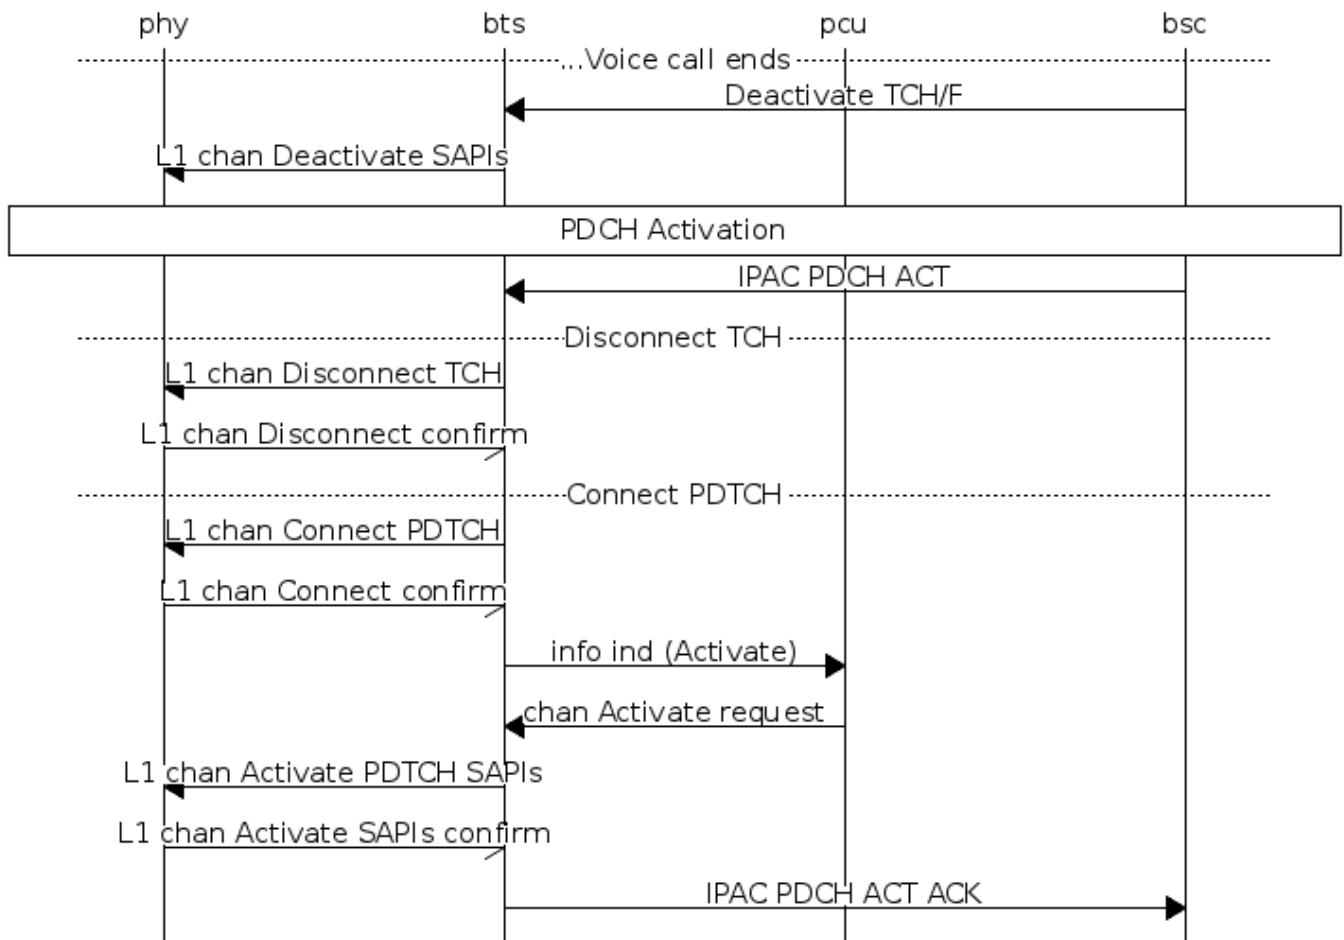 phy bts pcu bsc
...Voice call ends
Deactivate TCH/F
L1 chan Deactivate SAPIs
PDCH Activation
IPAC PDCH ACT
Disconnect TCH
L1 chan Disconnect TCH
L1 chan Disconnect confirm
Connect PDTCH
L1 chan Connect PDTCH
L1 chan Connect confirm
info ind (Activate)
chan Activate request
L1 chan Activate PDTCH SAPIs
L1 chan Activate SAPIs confirm
IPAC PDCH ACT ACK